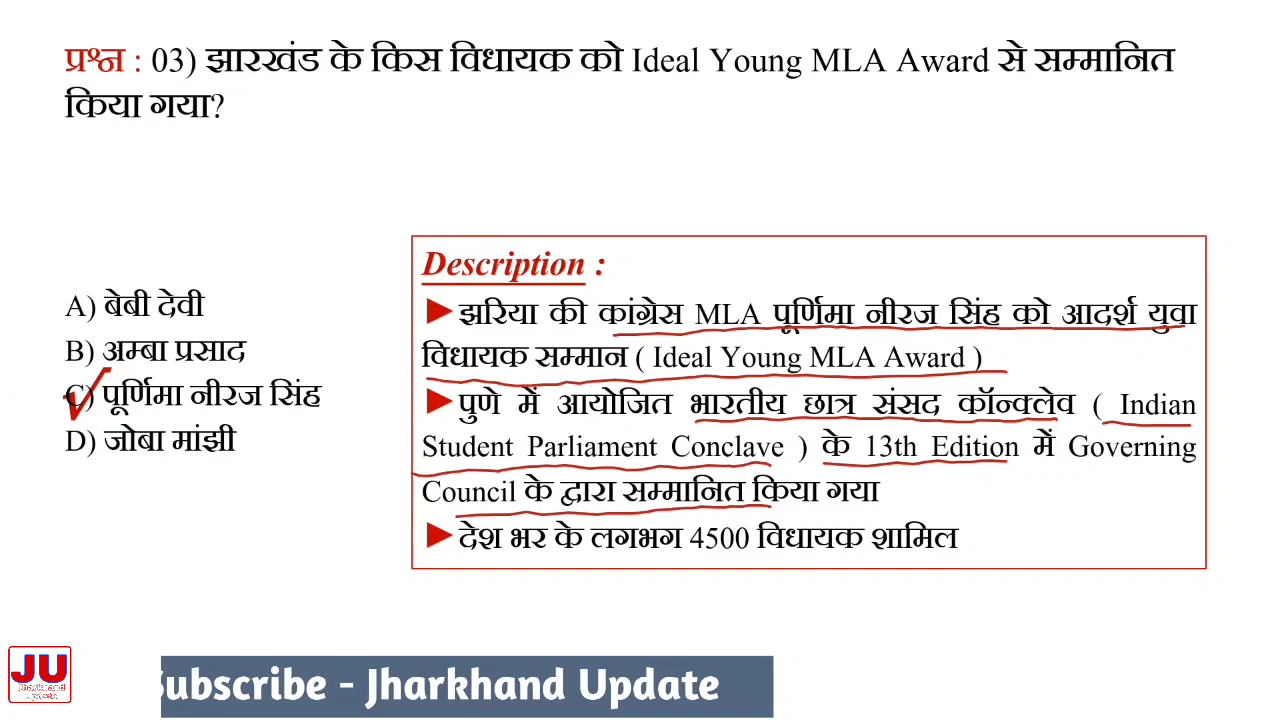 प्रश्न : 03) झारखंड के किस विधायक को Ideal Young MLA Award से सम्मानित
किया गया?
A) बेबी देवी
B) अम्बा प्रसाद
C) पूर्णिमा नीरज सिंह
D) जोबा मांझी
Description :
►झरिया की कांग्रेस MLA पूर्णिमा नीरज सिंह को आदर्श युवा
विधायक सम्मान ( Ideal Young MLA Award )
►पुणे में आयोजित भारतीय छात्र संसद कॉन्क्लेव ( Indian
Student Parliament Conclave ) के 13th Edition में Governing
Council के द्वारा सम्मानित किया गया
►देश भर के लगभग 4500 विधायक शामिल
JU
Jharkhand
Update
Subscribe - Jharkhand Update